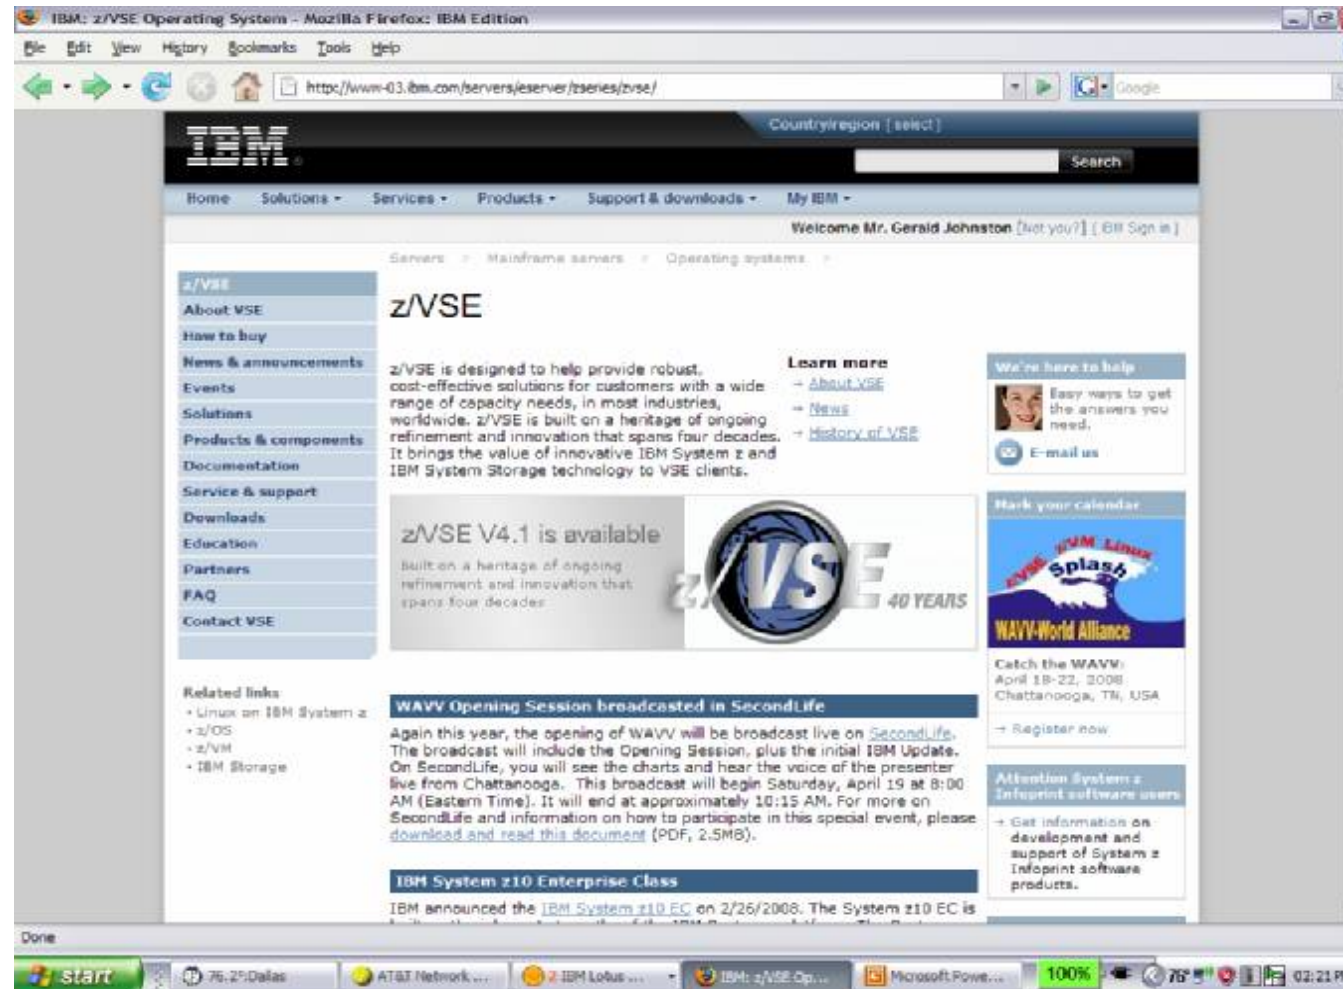 IBM: z/VSE Operating System - Mozilla Firefox: IBM Edition
File Edit View History Bookmarks Tools Help
http://www-03.ibm.com/servers/eserver/zseries/zvse/
Google
Country/region [select]
IBM
Search
Home Solutions Services Products Support & downloads My IBM
Welcome Mr. Gerald Johnston [Not you?] [IBM Sign in]
Servers > Mainframe servers > Operating systems >
z/VSE
About VSE
How to buy
News & announcements
Events
Solutions
Products & components
Documentation
Service & support
Downloads
Education
Partners
FAQ
Contact VSE
Related links
• Linux on IBM System z
• z/OS
• z/VM
• IBM Storage
z/VSE
z/VSE is designed to help provide robust,
cost-effective solutions for customers with a wide
range of capacity needs, in most industries,
worldwide. z/VSE is built on a heritage of ongoing
refinement and innovation that spans four decades.
It brings the value of innovative IBM System z and
IBM System Storage technology to VSE clients.
Learn more
→ About VSE
→ News
→ History of VSE
z/VSE V4.1 is available
Built on a heritage of ongoing
refinement and innovation that
spans four decades
z/VSE
40 YEARS
WAVV Opening Session broadcasted in SecondLife
Again this year, the opening of WAVV will be broadcast live on SecondLife.
The broadcast will include the Opening Session, plus the initial IBM Update.
On SecondLife, you will see the charts and hear the voice of the presenter
live from Chattanooga. This broadcast will begin Saturday, April 19 at 8:00
AM (Eastern Time). It will end at approximately 10:15 AM. For more on
SecondLife and information on how to participate in this special event, please
download and read this document (PDF, 2.5MB).
IBM System z10 Enterprise Class
IBM announced the IBM System z10 EC on 2/26/2008. The System z10 EC is
We're here to help
Easy ways to get
the answers you
need.
E-mail us
Mark your calendar
z/VSE z/VM Linux
Splash
WAVV-World Alliance
Catch the WAVV:
April 18-22, 2008
Chattanooga, TN, USA
→ Register now
Attention System z
Infoprint software users
→ Get information on
development and
support of System z
Infoprint software
products.
Done
start
76.2º:Dallas
AT&T Network ...
2 IBM Lotus ...
IBM: z/VSE Op...
Microsoft Powe...
100%
76º
02:21 P